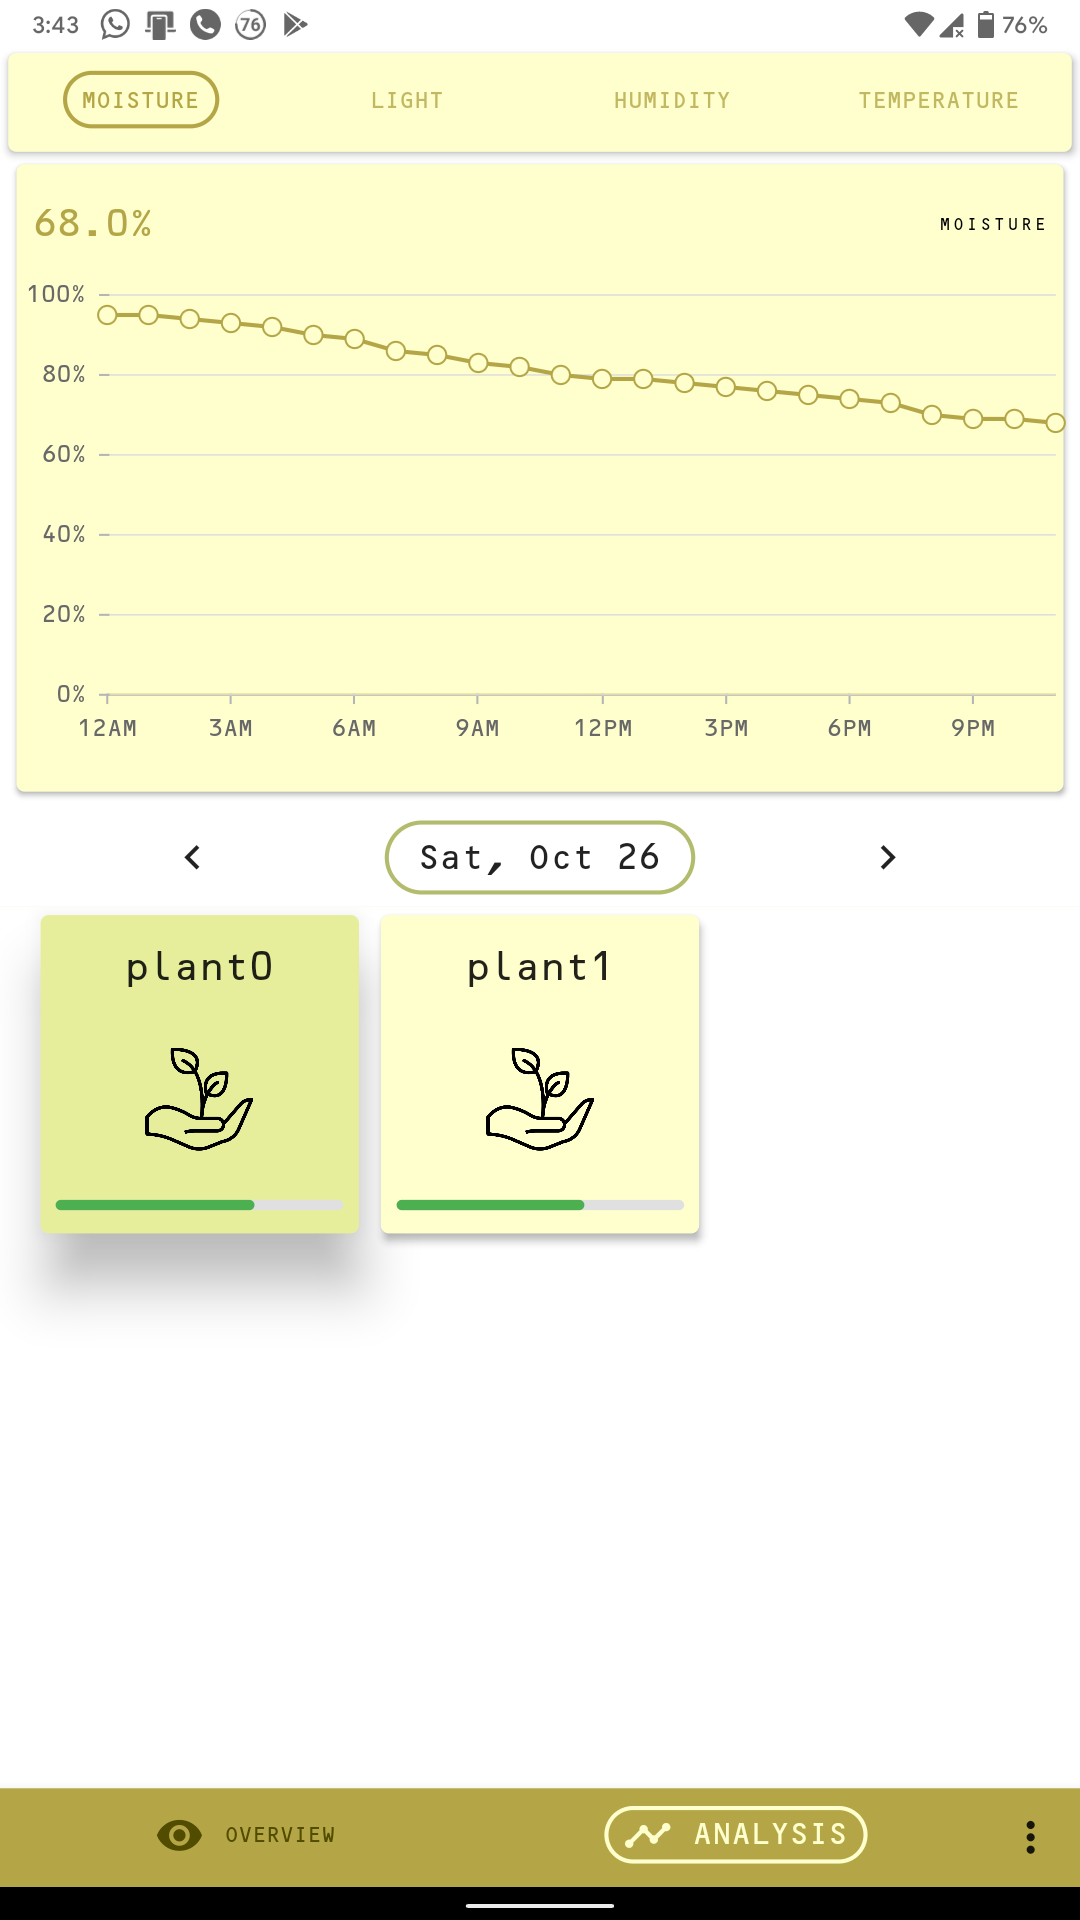 3:43 76 76%
MOISTURE LIGHT HUMIDITY TEMPERATURE
68.0% MOISTURE
100%
80%
60%
40%
20%
0%
12AM 3AM 6AM 9AM 12PM 3PM 6PM 9PM
Sat, Oct 26
plant0 plant1
OVERVIEW ANALYSIS